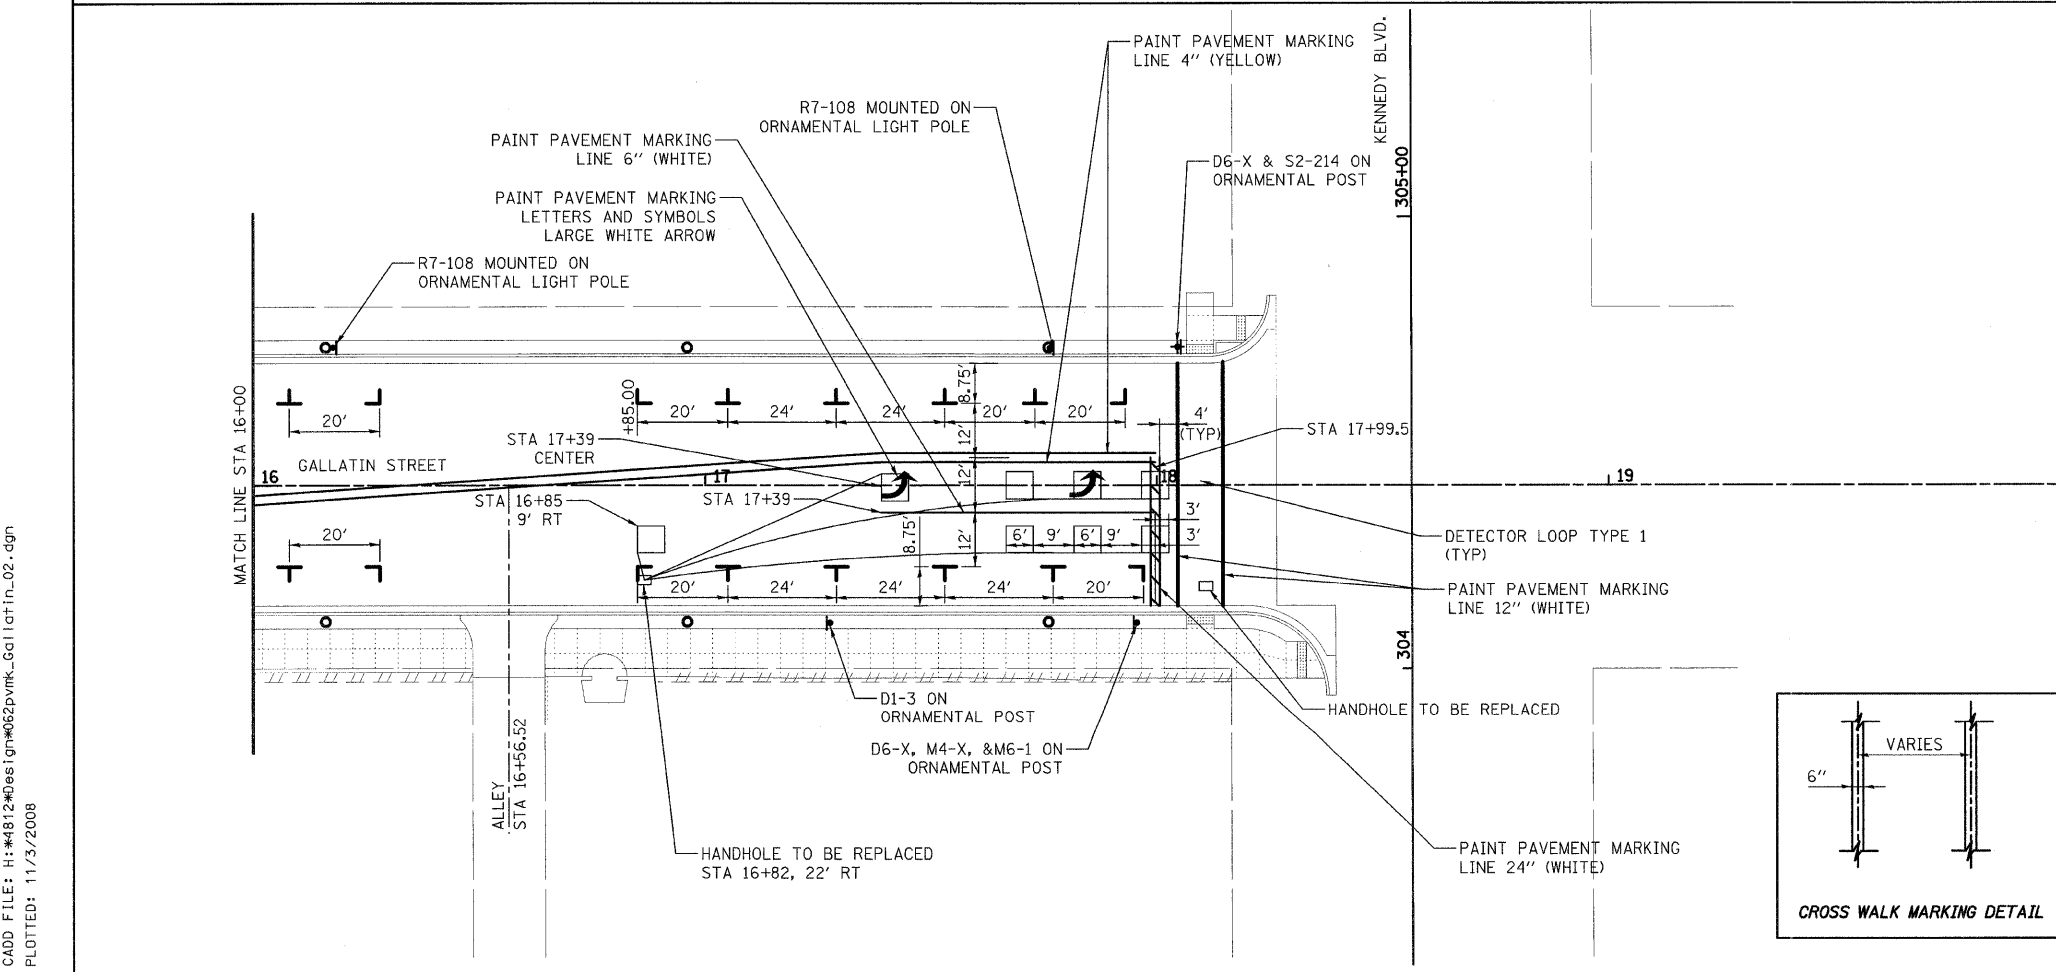 PAINT PAVEMENT MARKING
LINE 4" (YELLOW)
KENNEDY BLVD.
R7-108 MOUNTED ON
ORNAMENTAL LIGHT POLE
PAINT PAVEMENT MARKING
LINE 6" (WHITE)
D6-X & S2-214 ON
ORNAMENTAL POST
305+00
PAINT PAVEMENT MARKING
LETTERS AND SYMBOLS
LARGE WHITE ARROW
R7-108 MOUNTED ON
ORNAMENTAL LIGHT POLE
MATCH LINE STA 16+00
20'
+85.00
20'
24'
24'
20'
20'
8.75'
12'
4'
(TYP)
STA 17+99.5
STA 17+39
CENTER
GALLATIN STREET
16
17
18
19
12'
STA 16+85
9' RT
STA 17+39
20'
8.75'
12'
6'
9'
6'
9'
3'
3'
DETECTOR LOOP TYPE 1
(TYP)
20'
24'
24'
24'
20'
PAINT PAVEMENT MARKING
LINE 12" (WHITE)
304
D1-3 ON
ORNAMENTAL POST
HANDHOLE TO BE REPLACED
D6-X, M4-X, &M6-1 ON
ORNAMENTAL POST
ALLEY
STA 16+56.52
HANDHOLE TO BE REPLACED
STA 16+82, 22' RT
PAINT PAVEMENT MARKING
LINE 24" (WHITE)
VARIES
6"
CROSS WALK MARKING DETAIL
CADD FILE: H:*4812*Design*062pvmk_Gallatin_02.dgn
PLOTTED: 11/3/2008